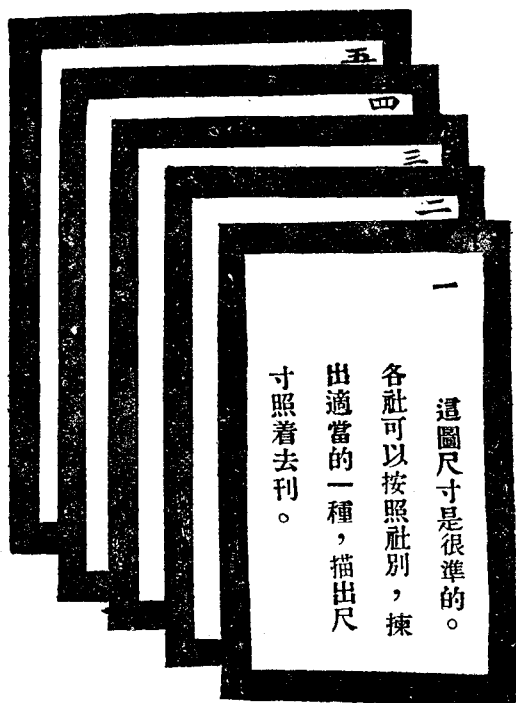 五
四
三
二
一
這圖尺寸是很準的。
各社可以按照社別，揀
出適當的一種，描出尺
寸照着去刊。